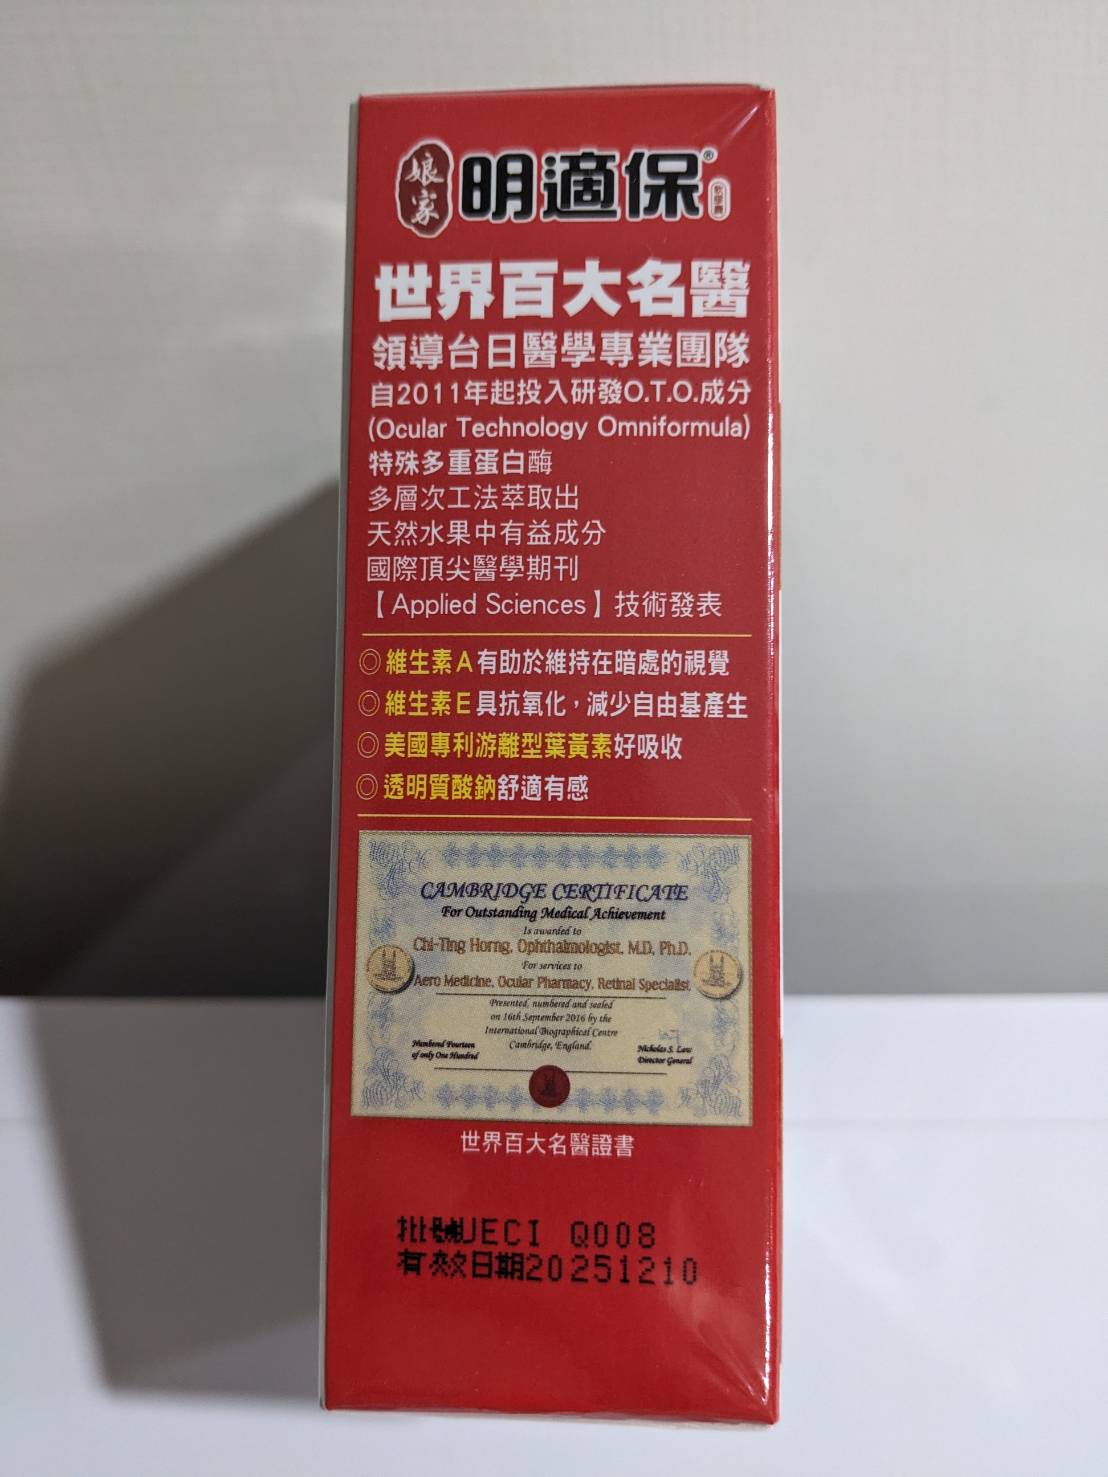 娘家 明適保® 軟膠囊
世界百大名醫
領導台日醫學專業團隊
自2011年起投入研發O.T.O.成分
(Ocular Technology Omniformula)
特殊多重蛋白酶
多層次工法萃取出
天然水果中有益成分
國際頂尖醫學期刊
【Applied Sciences】技術發表
◎維生素A有助於維持在暗處的視覺
◎維生素E具抗氧化，減少自由基產生
◎美國專利游離型葉黃素好吸收
◎透明質酸鈉舒適有感
CAMBRIDGE CERTIFICATE
For Outstanding Medical Achievement
Is awarded to
Chi-Ting Horng, Ophthalmologist, M.D, Ph.D,
For services to
Aero Medicine, Ocular Pharmacy, Retinal Specialist
Presented, numbered and sealed
on 16th September 2016 by the
International Biographical Centre
Cambridge, England.
Numbered Fourteen
of only One Hundred
Nicholas S. Law
Director General
世界百大名醫證書
批號JECI Q008
有效日期20251210